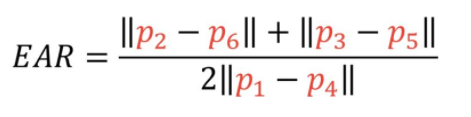 EAR = (‖p₂ − p₆‖ + ‖p₃ − p₅‖) / (2‖p₁ − p₄‖)